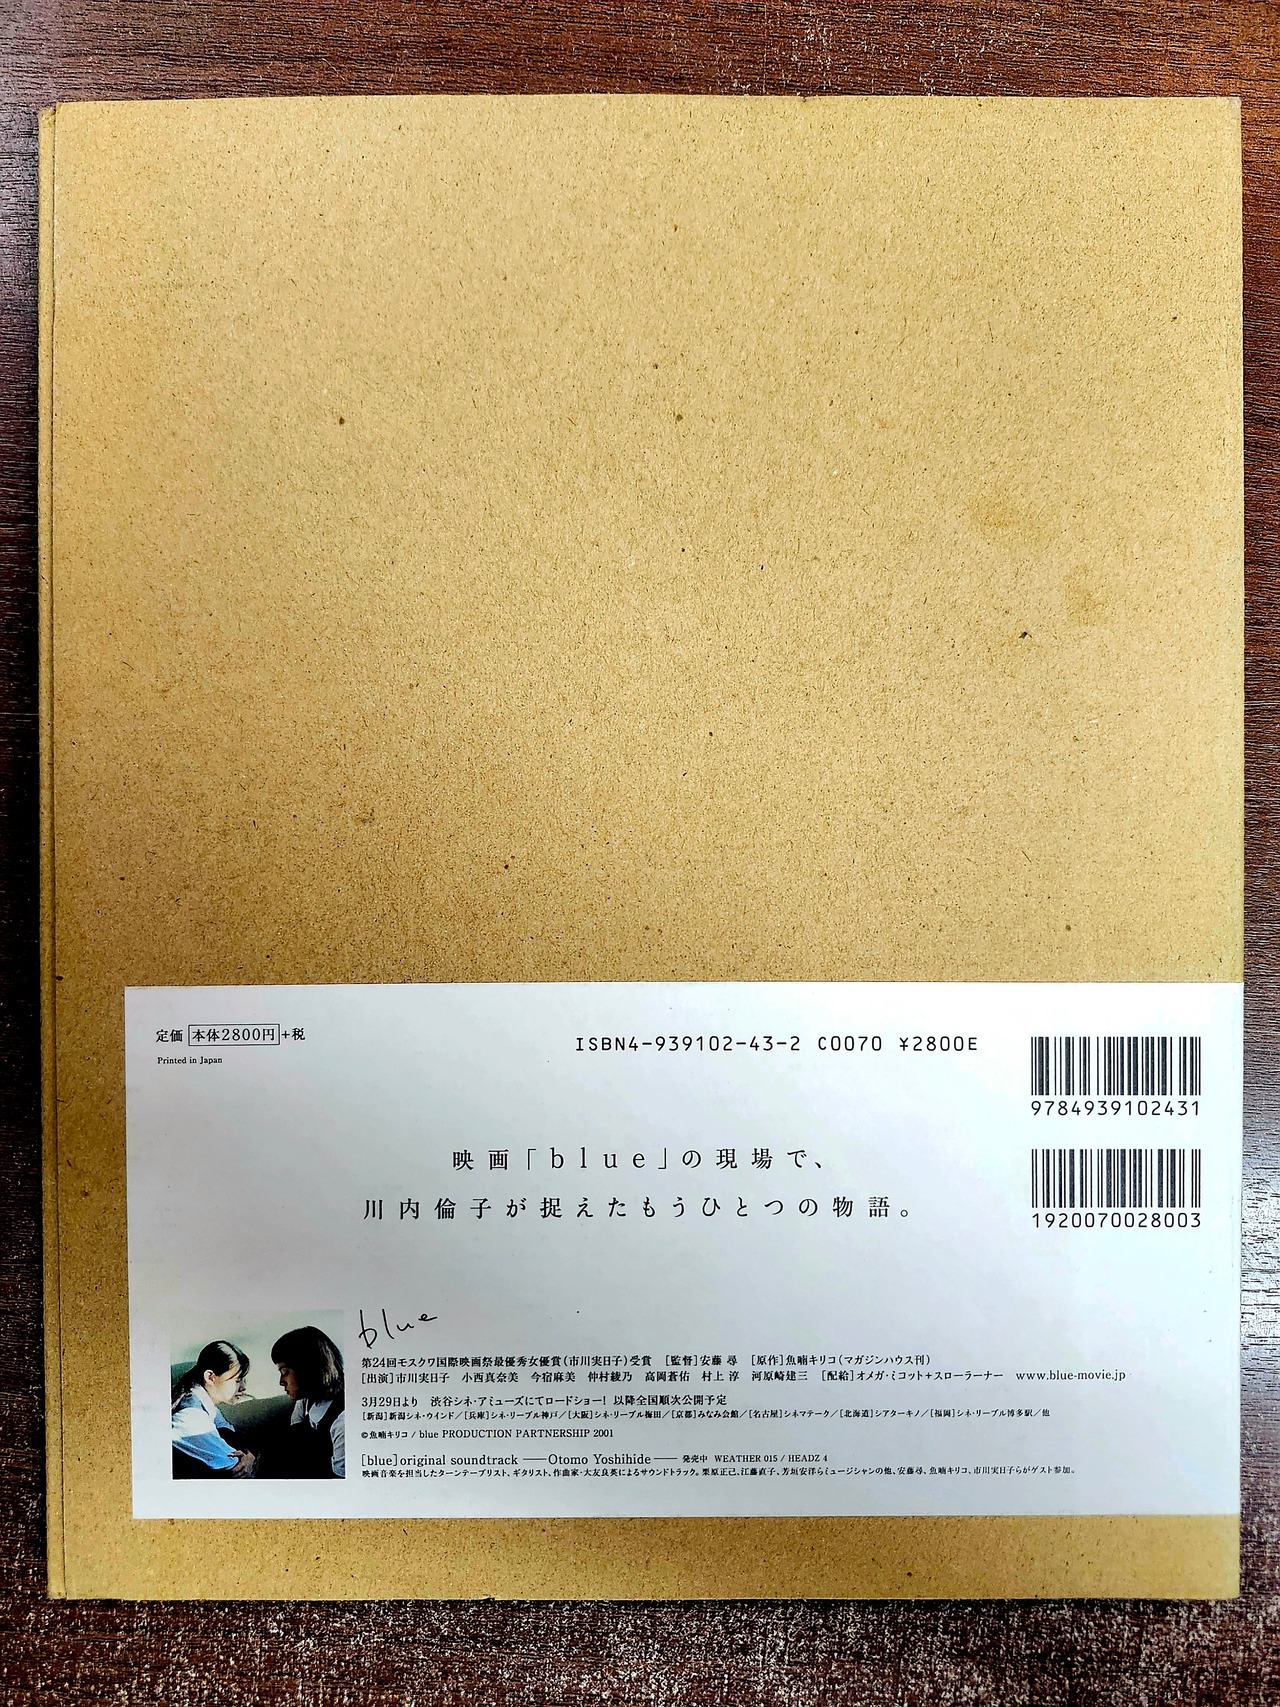 定価 本体2800円+税
Printed in Japan
ISBN4-939102-43-2 C0070 ¥2800E
9784939102431
映画「blue」の現場で、
川内倫子が捉えたもうひとつの物語。
1920070028003
blue
第24回モスクワ国際映画祭最優秀女優賞(市川実日子)受賞 [監督]安藤 尋 [原作]魚喃キリコ(マガジンハウス刊)
[出演]市川実日子 小西真奈美 今宿麻美 仲村綾乃 高岡蒼佑 村上 淳 河原崎建三 [配給]オメガ・ミコット+スローラーナー www.blue-movie.jp
3月29日より 渋谷シネ・アミューズにてロードショー! 以降全国順次公開予定
[新潟]新潟シネ・ウインド/[兵庫]シネ・リーブル神戸/[大阪]シネ・リーブル梅田/[京都]みなみ会館/[名古屋]シネマテーク/[北海道]シアターキノ/[福岡]シネ・リーブル博多駅/他
©魚喃キリコ / blue PRODUCTION PARTNERSHIP 2001
[blue]original soundtrack ——Otomo Yoshihide—— 発売中 WEATHER 015 / HEADZ 4
映画音楽を担当したターンテーブリスト、ギタリスト、作曲家・大友良英によるサウンドトラック。栗原正己、江藤直子、芳垣安洋らミュージシャンの他、安藤尋、魚喃キリコ、市川実日子らがゲスト参加。